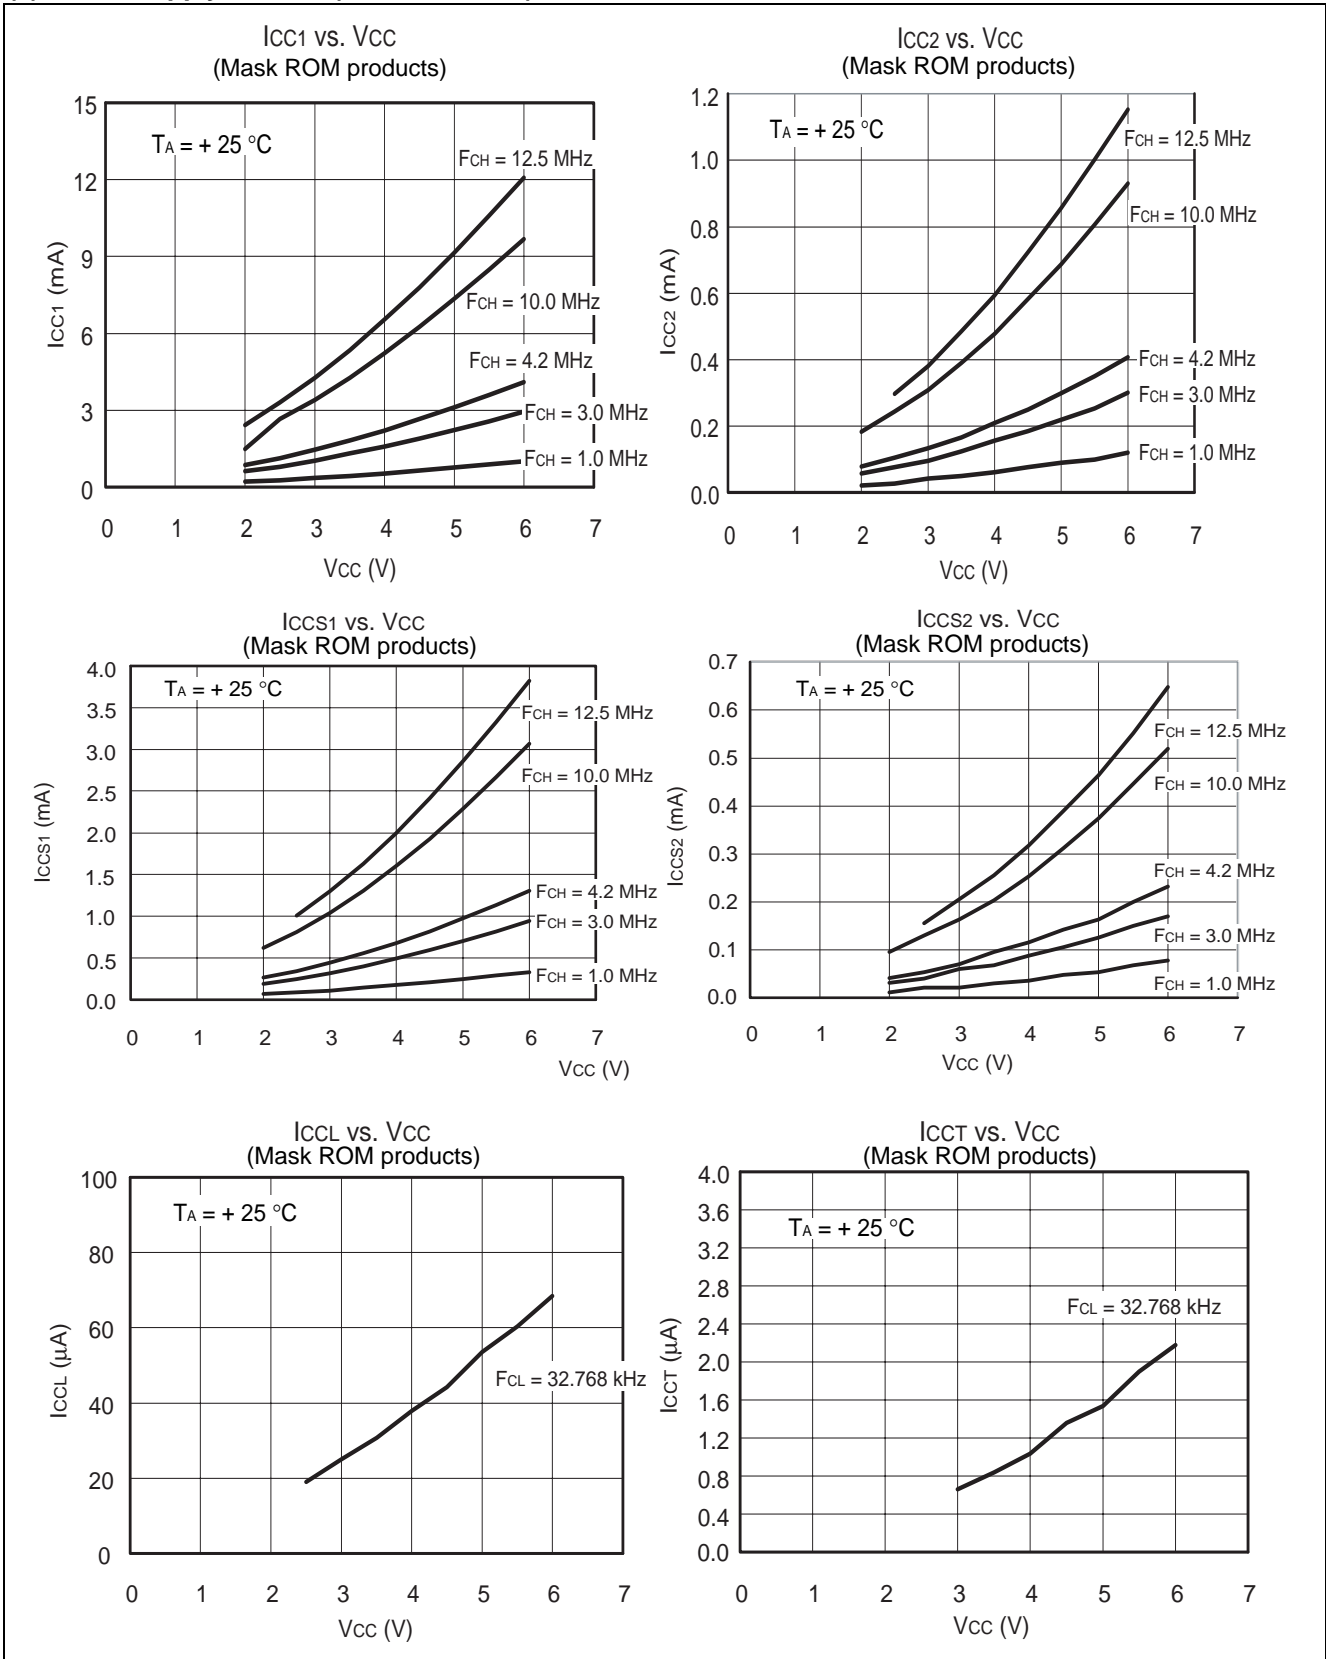 ICC1 vs. VCC
(Mask ROM products)
TA = + 25 °C
ICC1 (mA)
15
12
9
6
3
0
FCH = 12.5 MHz
FCH = 10.0 MHz
FCH = 4.2 MHz
FCH = 3.0 MHz
FCH = 1.0 MHz
0 1 2 3 4 5 6 7
VCC (V)
ICC2 vs. VCC
(Mask ROM products)
TA = + 25 °C
ICC2 (mA)
1.2
1.0
0.8
0.6
0.4
0.2
0.0
FCH = 12.5 MHz
FCH = 10.0 MHz
FCH = 4.2 MHz
FCH = 3.0 MHz
FCH = 1.0 MHz
0 1 2 3 4 5 6 7
VCC (V)
ICCS1 vs. VCC
(Mask ROM products)
TA = + 25 °C
ICCS1 (mA)
4.0
3.5
3.0
2.5
2.0
1.5
1.0
0.5
0.0
FCH = 12.5 MHz
FCH = 10.0 MHz
FCH = 4.2 MHz
FCH = 3.0 MHz
FCH = 1.0 MHz
0 1 2 3 4 5 6 7
VCC (V)
ICCS2 vs. VCC
(Mask ROM products)
TA = + 25 °C
ICCS2 (mA)
0.7
0.6
0.5
0.4
0.3
0.2
0.1
0.0
FCH = 12.5 MHz
FCH = 10.0 MHz
FCH = 4.2 MHz
FCH = 3.0 MHz
FCH = 1.0 MHz
0 1 2 3 4 5 6 7
VCC (V)
ICCL vs. VCC
(Mask ROM products)
TA = + 25 °C
ICCL (µA)
100
80
60
40
20
0
FCL = 32.768 kHz
0 1 2 3 4 5 6 7
VCC (V)
ICCT vs. VCC
(Mask ROM products)
TA = + 25 °C
ICCT (µA)
4.0
3.6
3.2
2.8
2.4
2.0
1.6
1.2
0.8
0.4
0.0
FCL = 32.768 kHz
0 1 2 3 4 5 6 7
VCC (V)